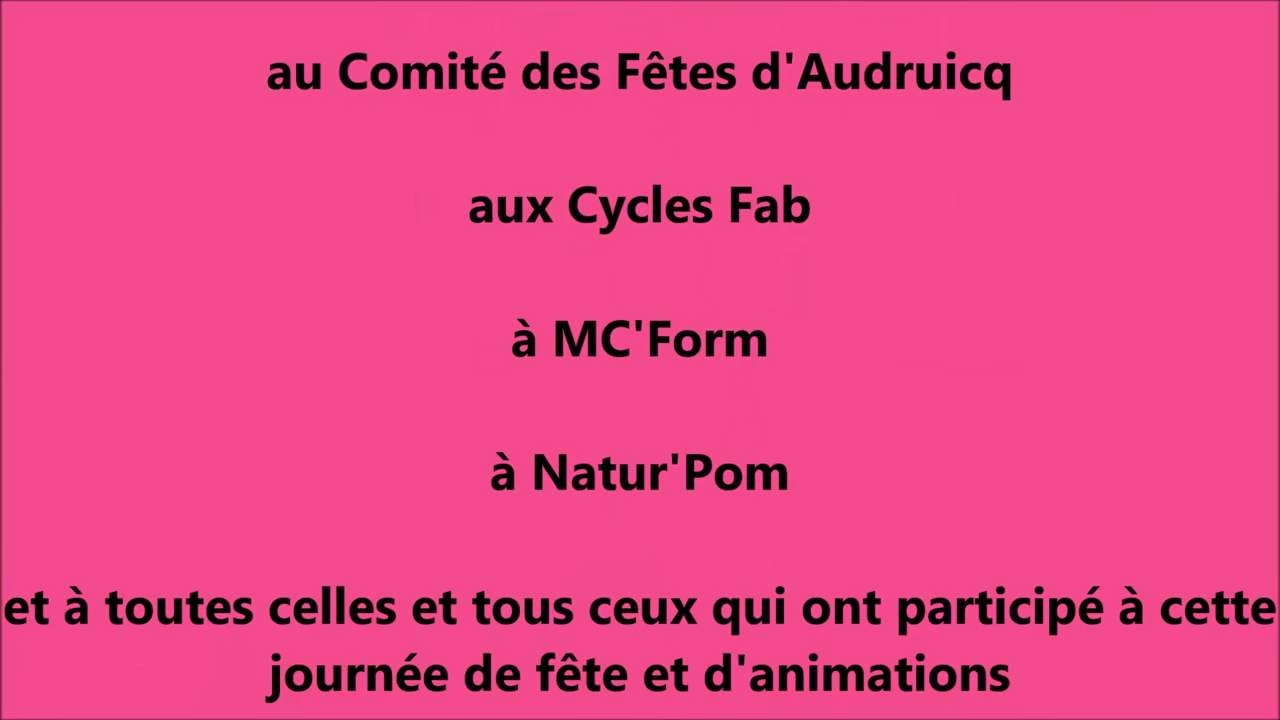 au Comité des Fêtes d'Audruicq
aux Cycles Fab
à MC'Form
à Natur'Pom
et à toutes celles et tous ceux qui ont participé à cette
journée de fête et d'animations